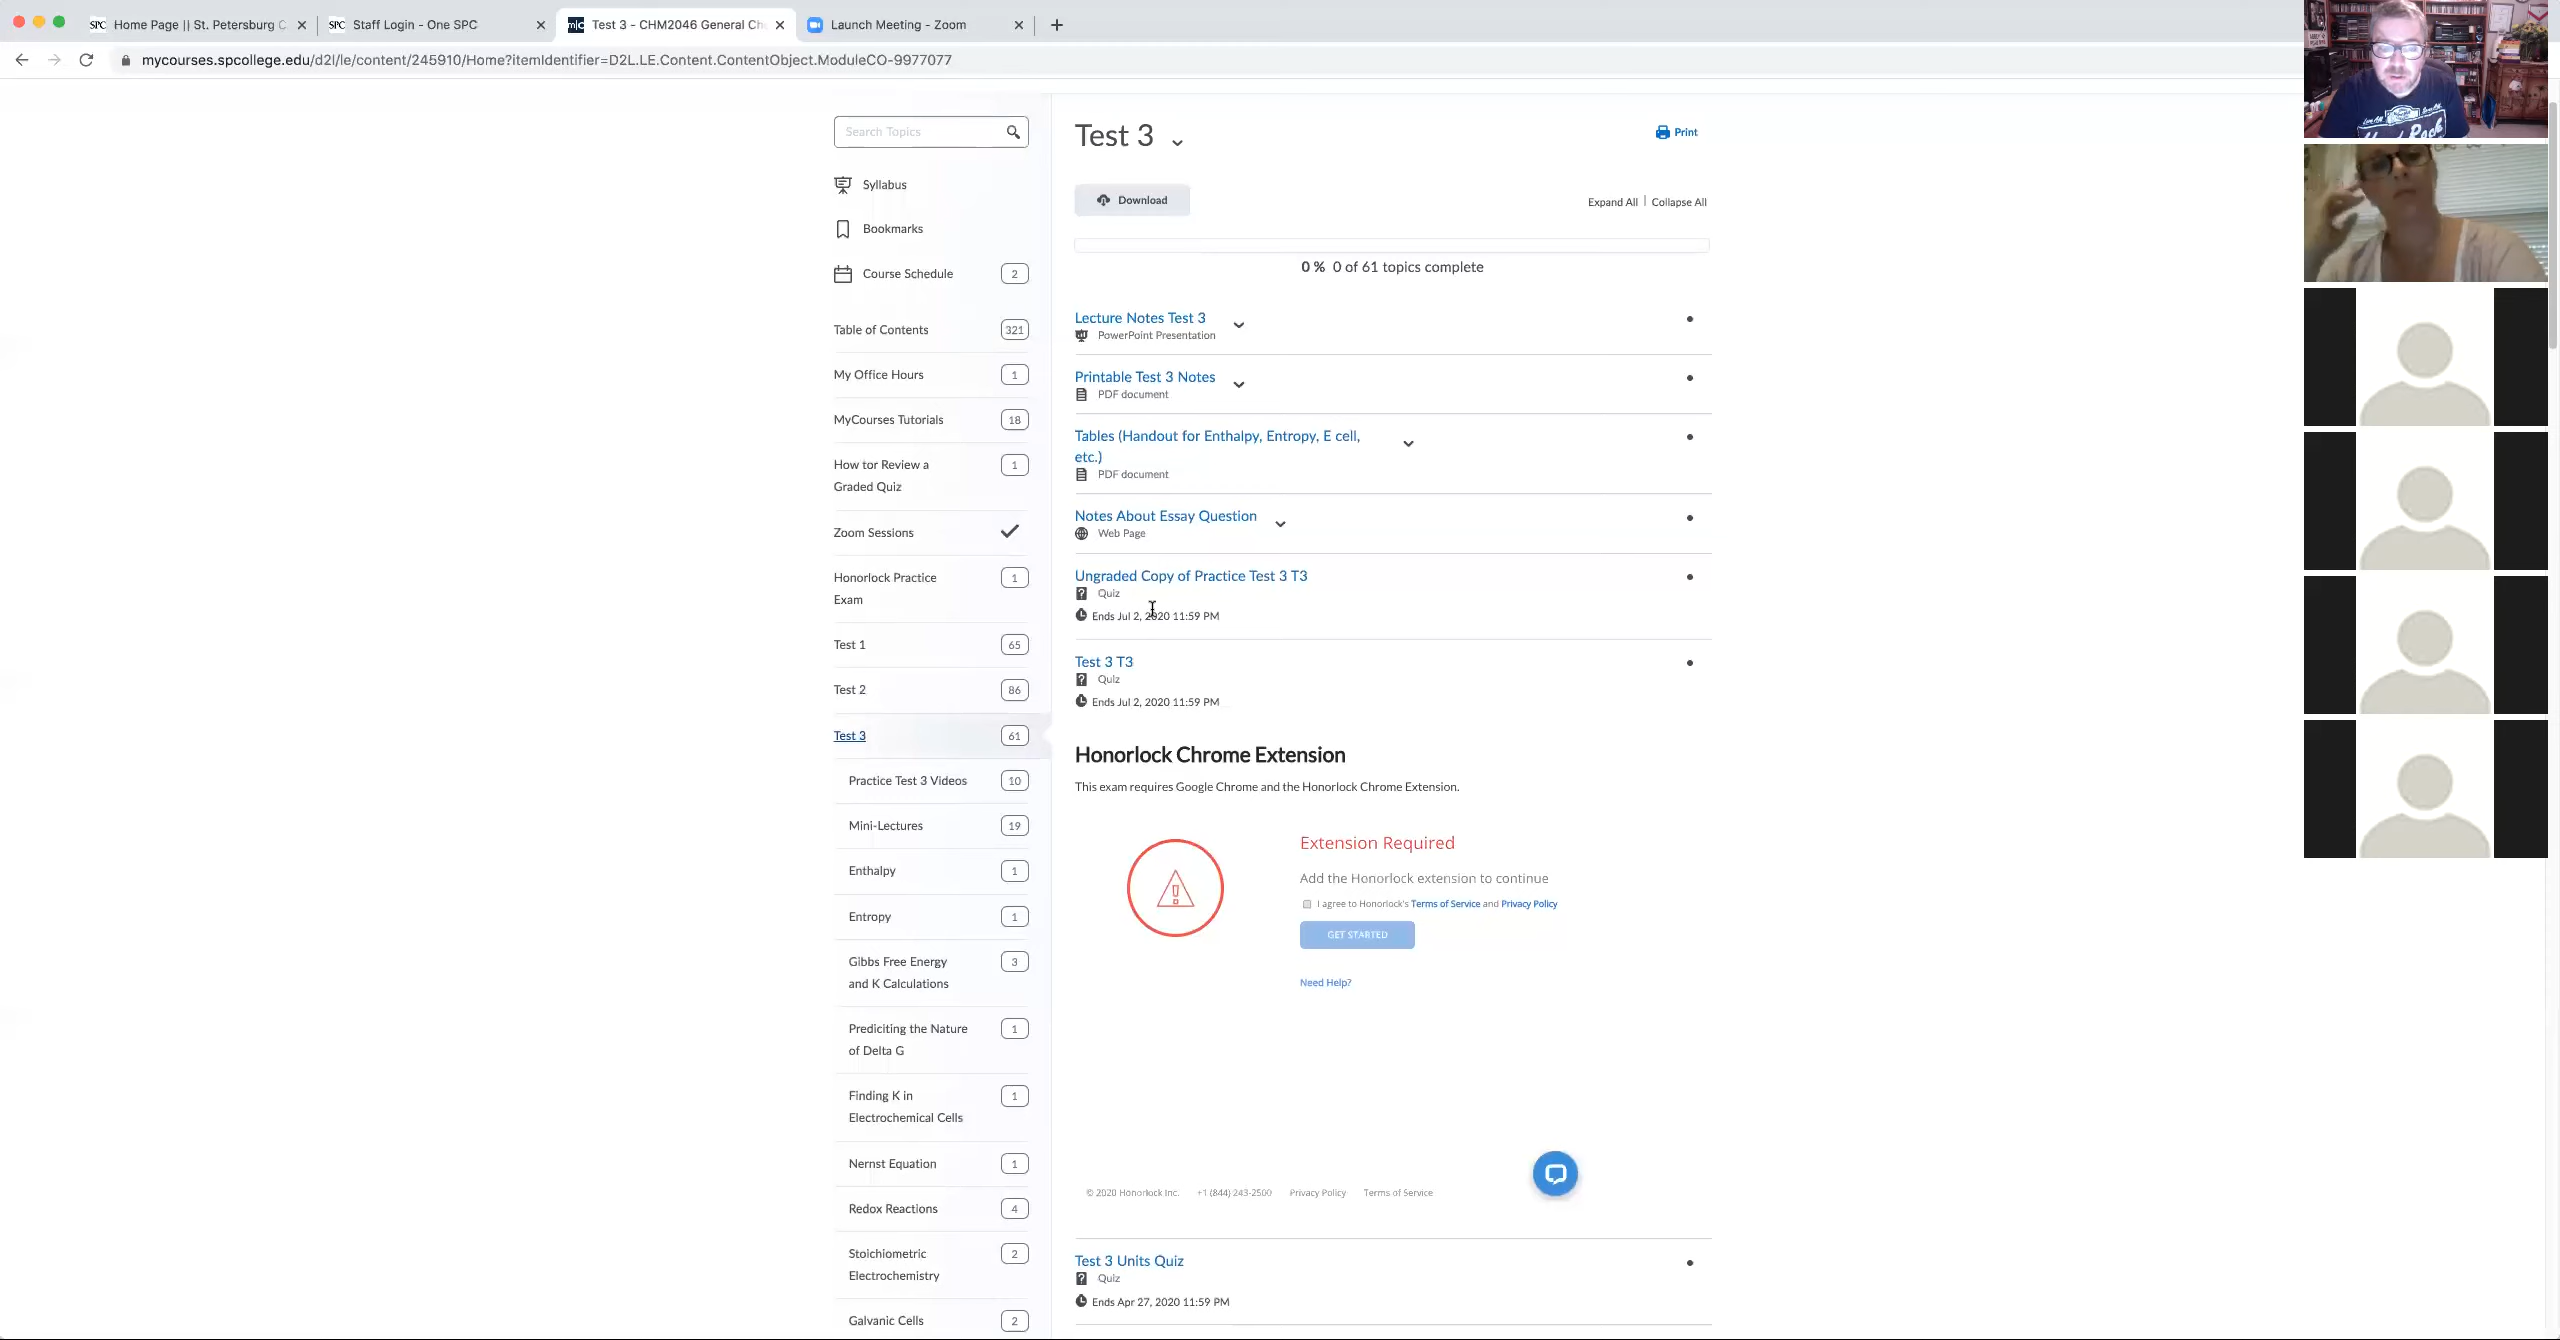 Home Page || St. Petersburg C
Staff Login - One SPC
Test 3 - CHM2046 General Che
Launch Meeting - Zoom
mycourses.spcollege.edu/d2l/le/content/245910/Home?itemIdentifier=D2L.LE.Content.ContentObject.ModuleCO-9977077
Search Topics
Syllabus
Bookmarks
Course Schedule 2
Table of Contents 321
My Office Hours 1
MyCourses Tutorials 18
How tor Review a 1
Graded Quiz
Zoom Sessions
Honorlock Practice 1
Exam
Test 1 65
Test 2 86
Test 3 61
Practice Test 3 Videos 10
Mini-Lectures 19
Enthalpy 1
Entropy 1
Gibbs Free Energy 3
and K Calculations
Prediciting the Nature 1
of Delta G
Finding K in 1
Electrochemical Cells
Nernst Equation 1
Redox Reactions 4
Stoichiometric 2
Electrochemistry
Galvanic Cells 2
Test 3
Print
Download
Expand All | Collapse All
0 % 0 of 61 topics complete
Lecture Notes Test 3
PowerPoint Presentation
Printable Test 3 Notes
PDF document
Tables (Handout for Enthalpy, Entropy, E cell,
etc.)
PDF document
Notes About Essay Question
Web Page
Ungraded Copy of Practice Test 3 T3
Quiz
Ends Jul 2, 2020 11:59 PM
Test 3 T3
Quiz
Ends Jul 2, 2020 11:59 PM
Honorlock Chrome Extension
This exam requires Google Chrome and the Honorlock Chrome Extension.
Extension Required
Add the Honorlock extension to continue
I agree to Honorlock's Terms of Service and Privacy Policy
GET STARTED
Need Help?
© 2020 Honorlock Inc. +1 (844) 243-2500 Privacy Policy Terms of Service
Test 3 Units Quiz
Quiz
Ends Apr 27, 2020 11:59 PM